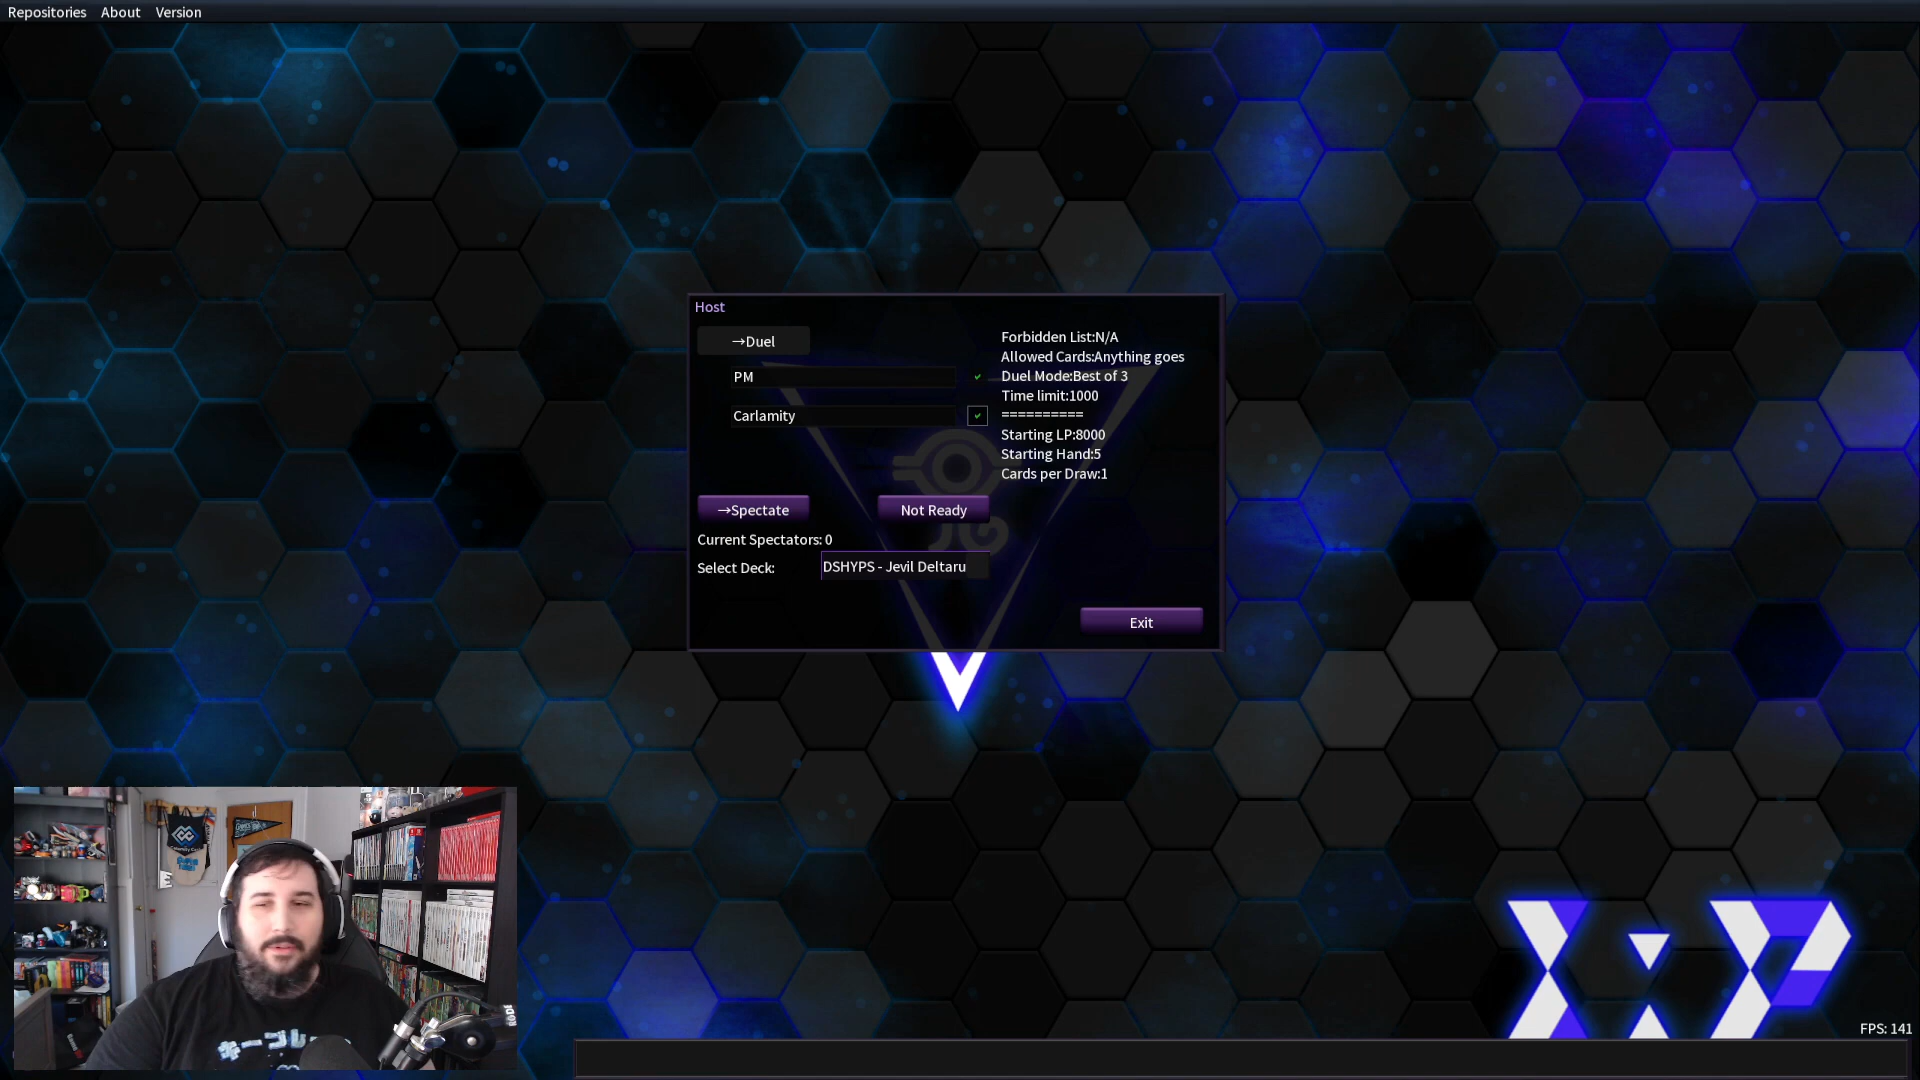 Repositories About Version
Host
→Duel
PM
Carlamity
Forbidden List:N/A
Allowed Cards:Anything goes
Duel Mode:Best of 3
Time limit:1000
==========
Starting LP:8000
Starting Hand:5
Cards per Draw:1
→Spectate
Not Ready
Current Spectators: 0
Select Deck:
DSHYPS - Jevil Deltaru
Exit
FPS: 141